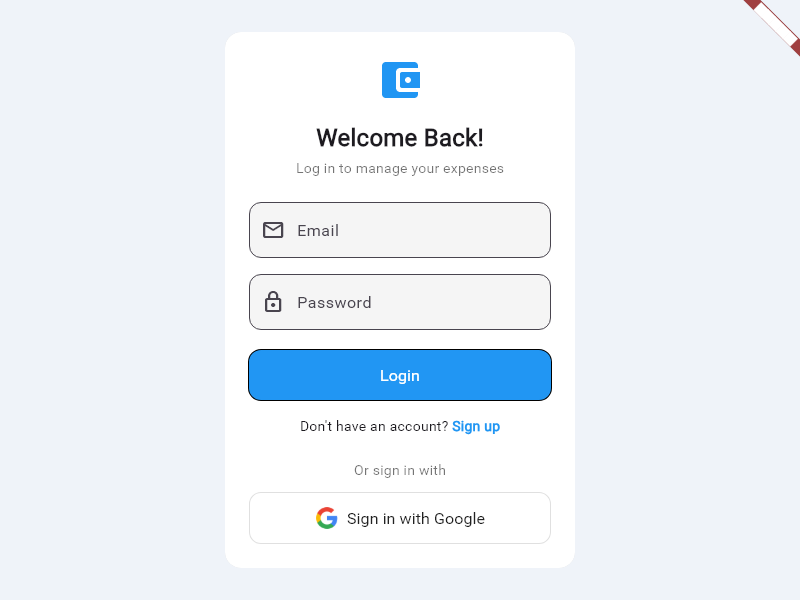 Welcome Back!
Log in to manage your expenses
Email
Password
Login
Don't have an account? Sign up
Or sign in with
Sign in with Google